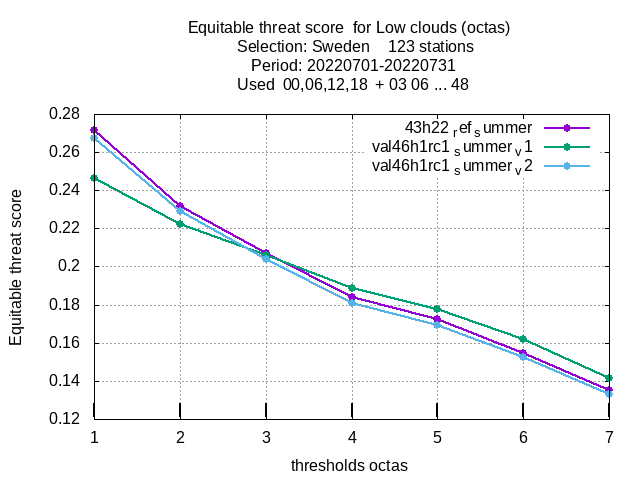 Equitable threat score for Low clouds (octas)
Selection: Sweden 123 stations
Period: 20220701-20220731
Used 00,06,12,18 + 03 06 ... 48
43h22 ref summer
val46h1rc1 summer v1
val46h1rc1 summer v2
Equitable threat score
0.28
0.26
0.24
0.22
0.2
0.18
0.16
0.14
0.12
1 2 3 4 5 6 7
thresholds octas